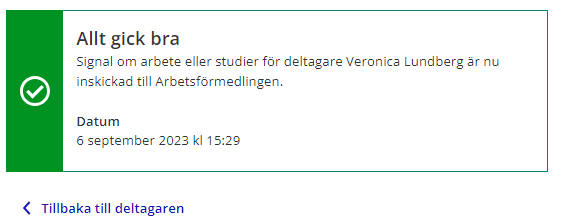 Allt gick bra
Signal om arbete eller studier för deltagare Veronica Lundberg är nu
inskickad till Arbetsförmedlingen.
Datum
6 september 2023 kl 15:29
Tillbaka till deltagaren